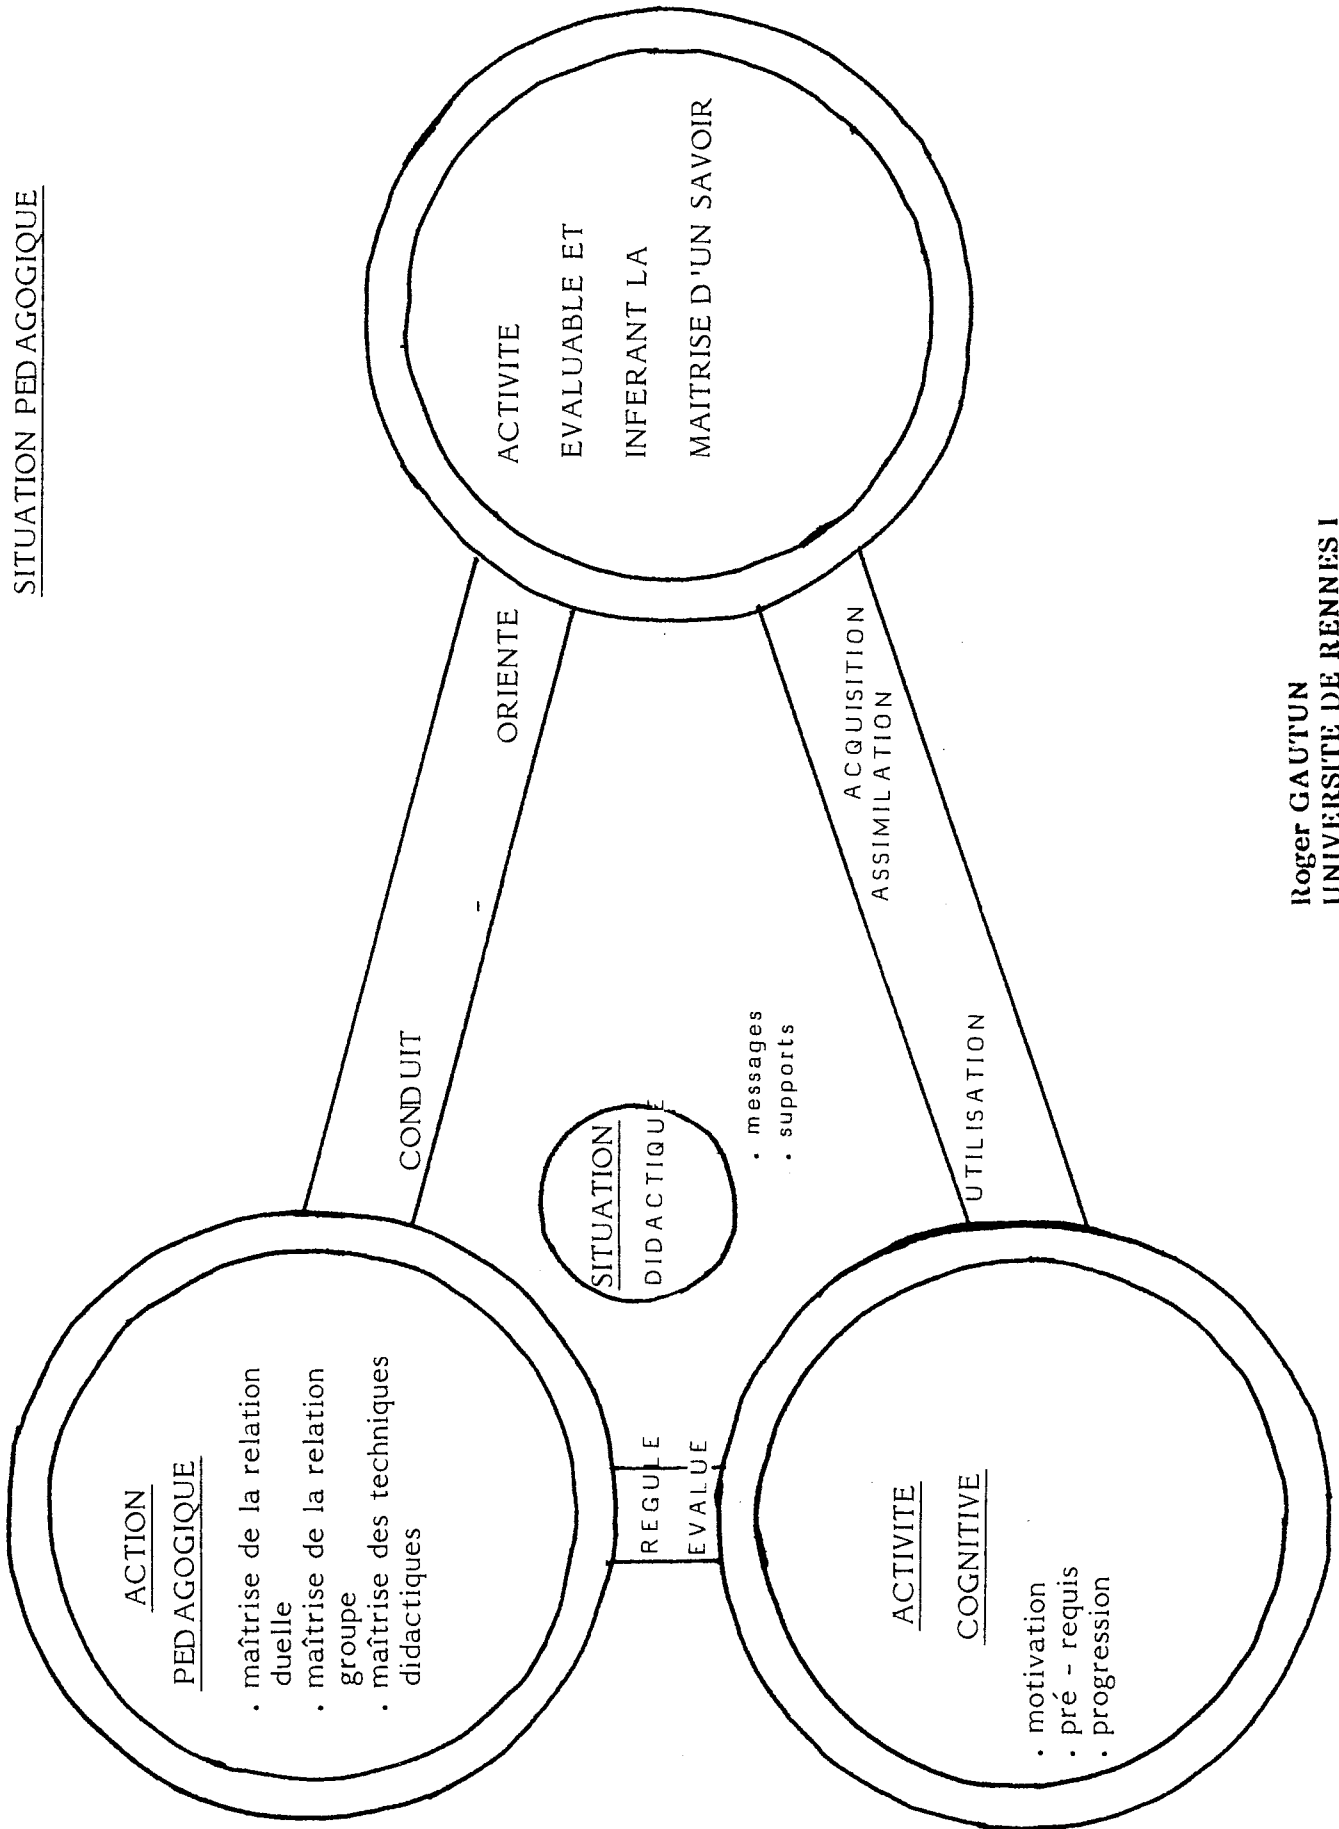 SITUATION PEDAGOGIQUE
ACTION
PEDAGOGIQUE
. maîtrise de la relation
duelle
. maîtrise de la relation
groupe
. maîtrise des techniques
didactiques
CONDUIT
ORIENTE
ACTIVITE
EVALUABLE ET
INFERANT LA
MAITRISE D'UN SAVOIR
REGULE
EVALUE
SITUATION
DIDACTIQUE
. messages
. supports
ACTIVITE
COGNITIVE
. motivation
. pré - requis
. progression
UTILISATION
ACQUISITION
ASSIMILATION
Roger GAUTUN
UNIVERSITE DE RENNES I